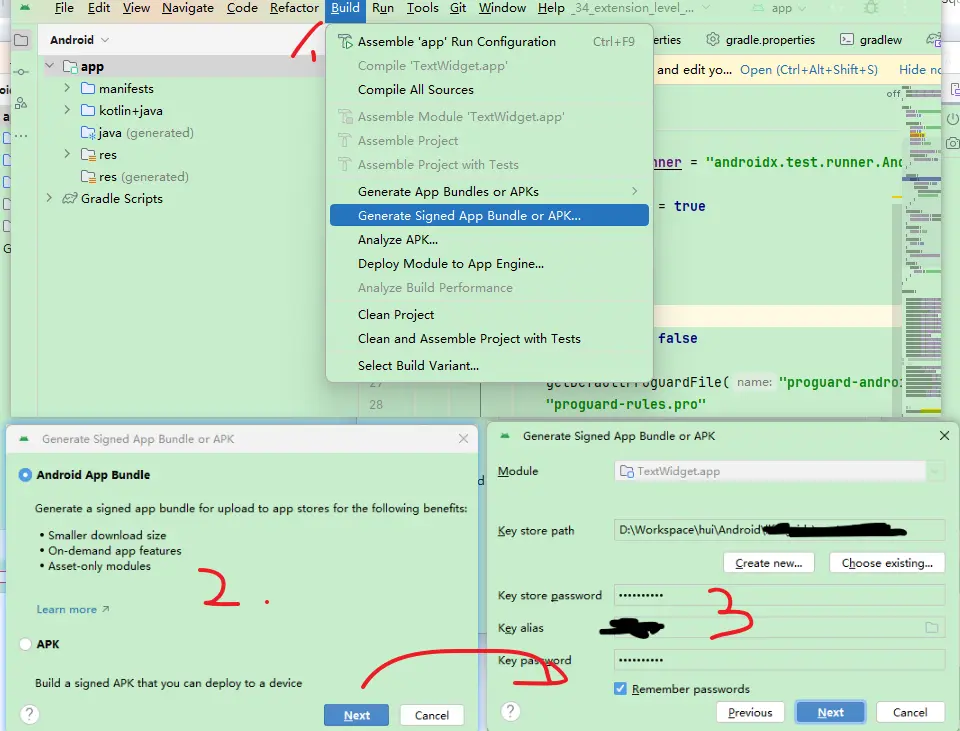 File Edit View Navigate Code Refactor Build Run Tools Git Window Help _34_extension_level_... app
Android
app
manifests
kotlin+java
java (generated)
res
res (generated)
Gradle Scripts
Assemble 'app' Run Configuration Ctrl+F9
Compile 'TextWidget.app'
Compile All Sources
Assemble Module 'TextWidget.app'
Assemble Project
Assemble Project with Tests
Generate App Bundles or APKs
Generate Signed App Bundle or APK...
Analyze APK...
Deploy Module to App Engine...
Analyze Build Performance
Clean Project
Clean and Assemble Project with Tests
Select Build Variant...
erties gradle.properties gradlew
and edit yo... Open (Ctrl+Alt+Shift+S) Hide no
off
nner = "androidx.test.runner.And
= true
false
27 getDefaultProguardFile( name: "proguard-androi
28 "proguard-rules.pro"
1
Generate Signed App Bundle or APK
Android App Bundle
Generate a signed app bundle for upload to app stores for the following benefits:
• Smaller download size
• On-demand app features
• Asset-only modules
2.
Learn more ↗
APK
Build a signed APK that you can deploy to a device
? Next Cancel
Generate Signed App Bundle or APK
Module TextWidget.app
Key store path D:\Workspace\hui\Android\
Create new... Choose existing...
Key store password ••••••••••
3
Key alias
Key password ••••••••••
Remember passwords
? Previous Next Cancel